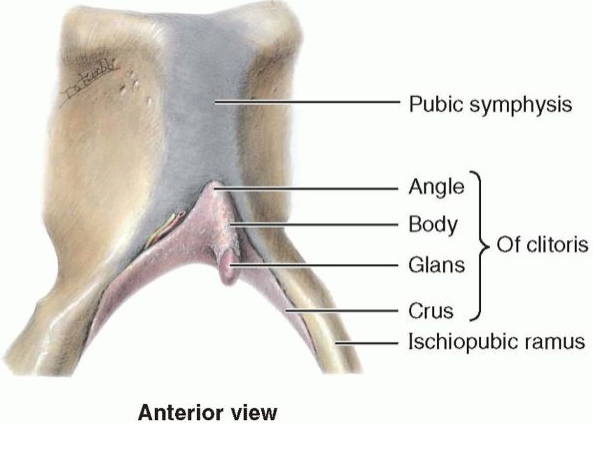 Pubic symphysis
Angle
Body
Of clitoris
Glans
Crus
Ischiopubic ramus
Anterior view